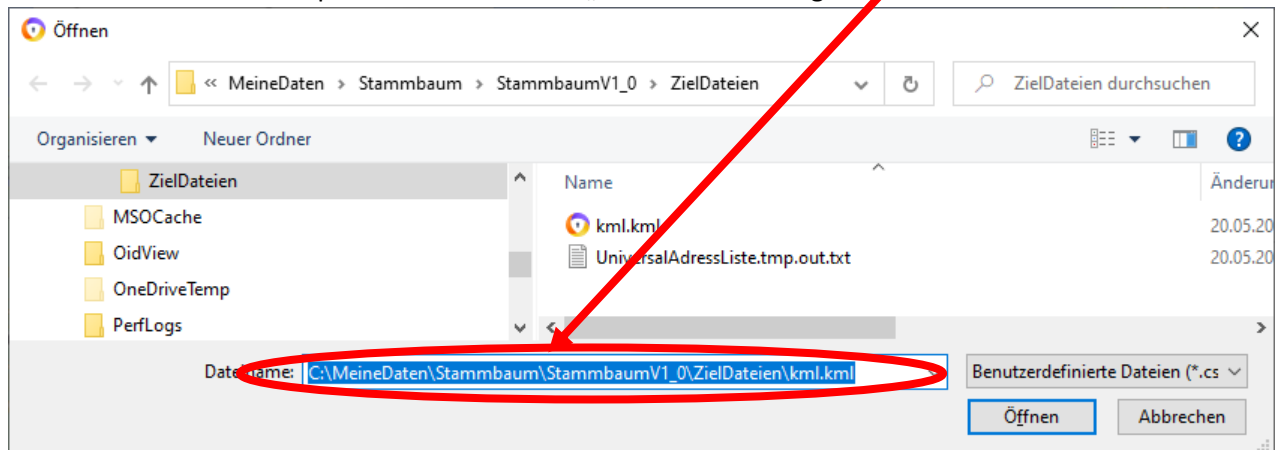 Öffnen
« MeineDaten › Stammbaum › StammbaumV1_0 › ZielDateien
ZielDateien durchsuchen
Organisieren
Neuer Ordner
ZielDateien
MSOCache
OidView
OneDriveTemp
PerfLogs
Name
Änderur
kml.kml
20.05.20
UniversalAdressListe.tmp.out.txt
20.05.20
Dateiname:
C:\MeineDaten\Stammbaum\StammbaumV1_0\ZielDateien\kml.kml
Benutzerdefinierte Dateien (*.cs
Öffnen
Abbrechen